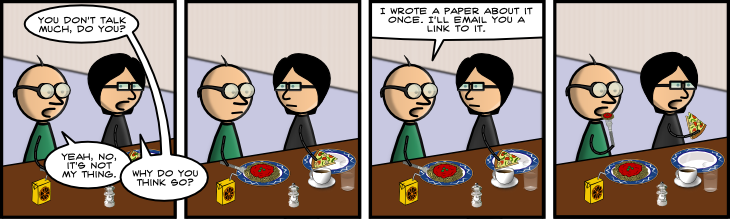 YOU DON'T TALK
MUCH, DO YOU?
YEAH, NO,
IT'S NOT
MY THING.
WHY DO YOU
THINK SO?
I WROTE A PAPER ABOUT IT
ONCE. I'LL EMAIL YOU A
LINK TO IT.